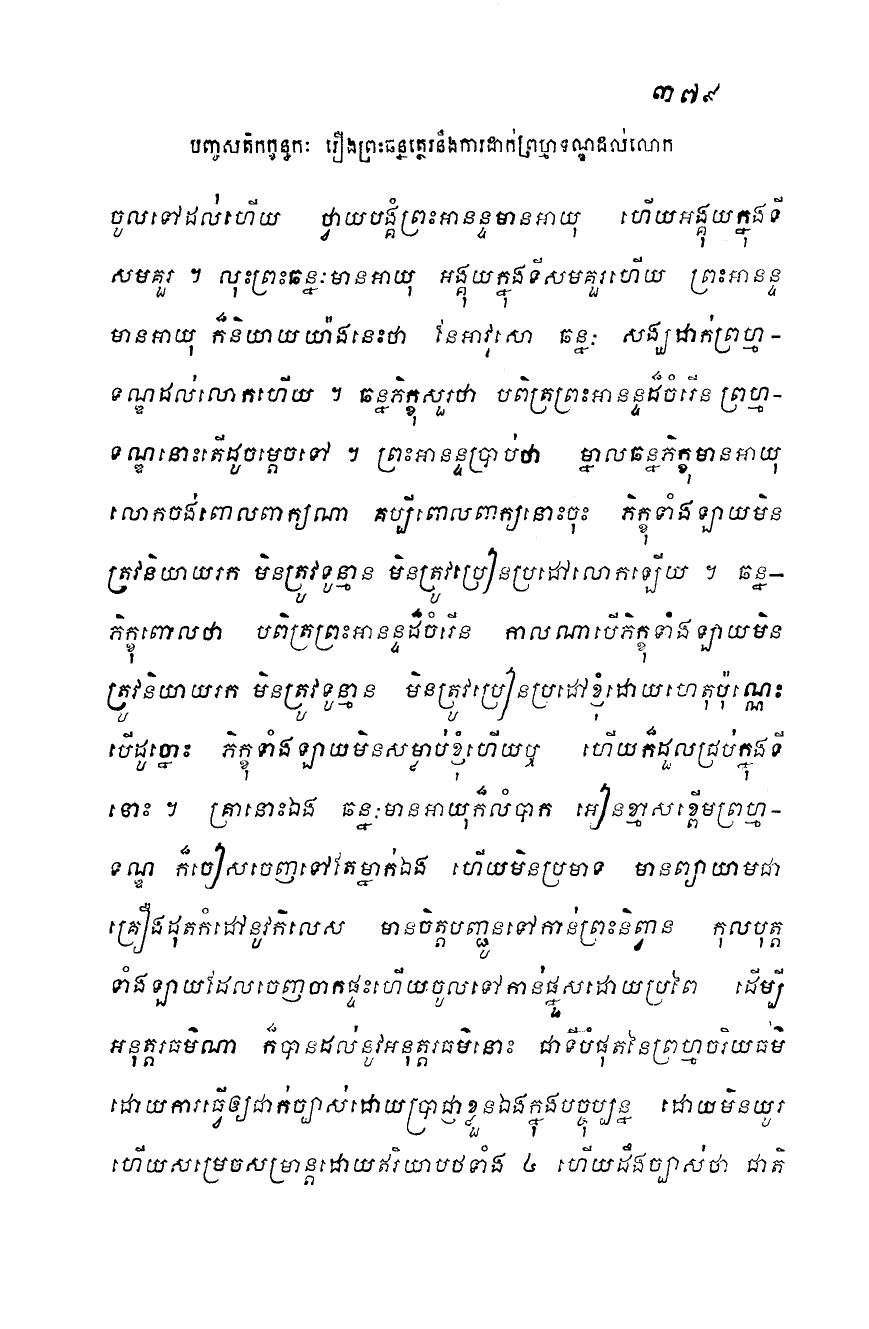 ៣៧៩
បញ្ចសតិកក្ខន្ធកៈ រឿងព្រះឆន្នត្ថេរនឹងការដាក់ព្រហ្មទណ្ឌដល់លោក
ចូលទៅដល់ហើយ ថ្វាយបង្គំព្រះអានន្ទមានអាយុ ហើយអង្គុយក្នុងទី
សមគួរ ។ លុះព្រះឆន្នៈមានអាយុ អង្គុយក្នុងទីសមគួរហើយ ព្រះអានន្ទ
មានអាយុ ក៏និយាយយ៉ាងនេះថា នែអាវុសោ ឆន្នៈ សង្ឃដាក់ព្រហ្ម-
ទណ្ឌដល់លោកហើយ ។ ឆន្នភិក្ខុសួរថា បពិត្រព្រះអានន្ទដ៏ចំរើន ព្រហ្ម-
ទណ្ឌនោះតើដូចម្តេចទៅ ។ ព្រះអានន្ទប្រាប់ថា ម្នាលឆន្នភិក្ខុមានអាយុ
លោកចង់ពោលពាក្យណា គប្បីពោលពាក្យនោះចុះ ភិក្ខុទាំងឡាយមិន
ត្រូវនិយាយរក មិនត្រូវទូន្មាន មិនត្រូវប្រៀនប្រដៅលោកឡើយ ។ ឆន្ន-
ភិក្ខុពោលថា បពិត្រព្រះអានន្ទដ៏ចំរើន កាលណាបើភិក្ខុទាំងឡាយមិន
ត្រូវនិយាយរក មិនត្រូវទូន្មាន មិនត្រូវប្រៀនប្រដៅខ្ញុំដោយហេតុប៉ុណ្ណេះ
បើដូច្នោះ ភិក្ខុទាំងឡាយមិនសម្លាប់ខ្ញុំហើយឬ ហើយក៏ដួលជ្រប់ក្នុងទី
នោះ ។ គ្រានោះឯង ឆន្នៈមានអាយុក៏លំបាក អៀនខ្មាសខ្ពើមព្រហ្ម-
ទណ្ឌ ក៏ចៀសចេញទៅតែម្នាក់ឯង ហើយមិនប្រមាទ មានព្យាយាមជា
គ្រឿងដុតកំដៅនូវកិលេស មានចិត្តបញ្ជូនទៅកាន់ព្រះនិព្វាន កុលបុត្ត
ទាំងឡាយដែលចេញចាកផ្ទះហើយចូលទៅកាន់ផ្នួសដោយប្រពៃ ដើម្បី
អនុត្តរធម៌ណា ក៏បានដល់នូវអនុត្តរធម៌នោះ ជាទីបំផុតនៃព្រហ្មចរិយធម៌
ដោយការធ្វើឲ្យជាក់ច្បាស់ដោយប្រាជ្ញាខ្លួនឯងក្នុងបច្ចុប្បន្ន ដោយមិនយូរ
ហើយសម្រេចសម្រាន្តដោយឥរិយាបថទាំង ៤ ហើយដឹងច្បាស់ថា ជាតិ